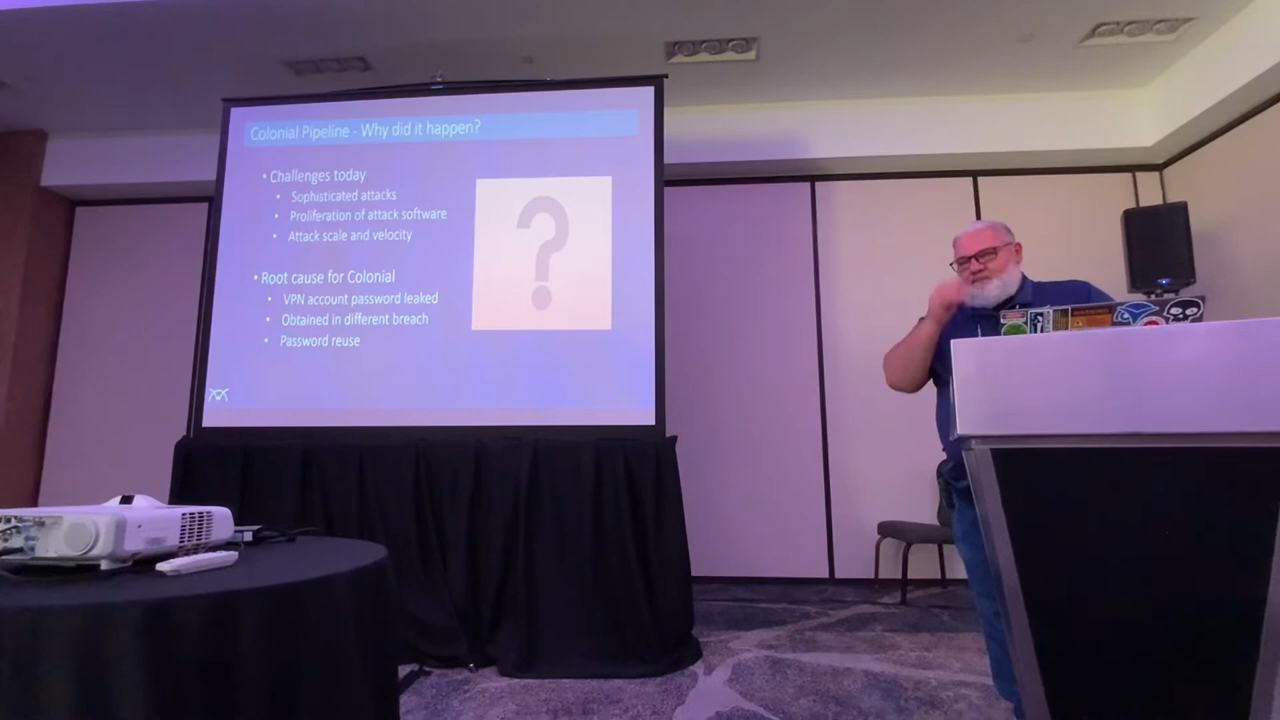 Colonial Pipeline - Why did it happen?
• Challenges today
• Sophisticated attacks
• Proliferation of attack software
• Attack scale and velocity
• Root cause for Colonial
• VPN account password leaked
• Obtained in different breach
• Password reuse